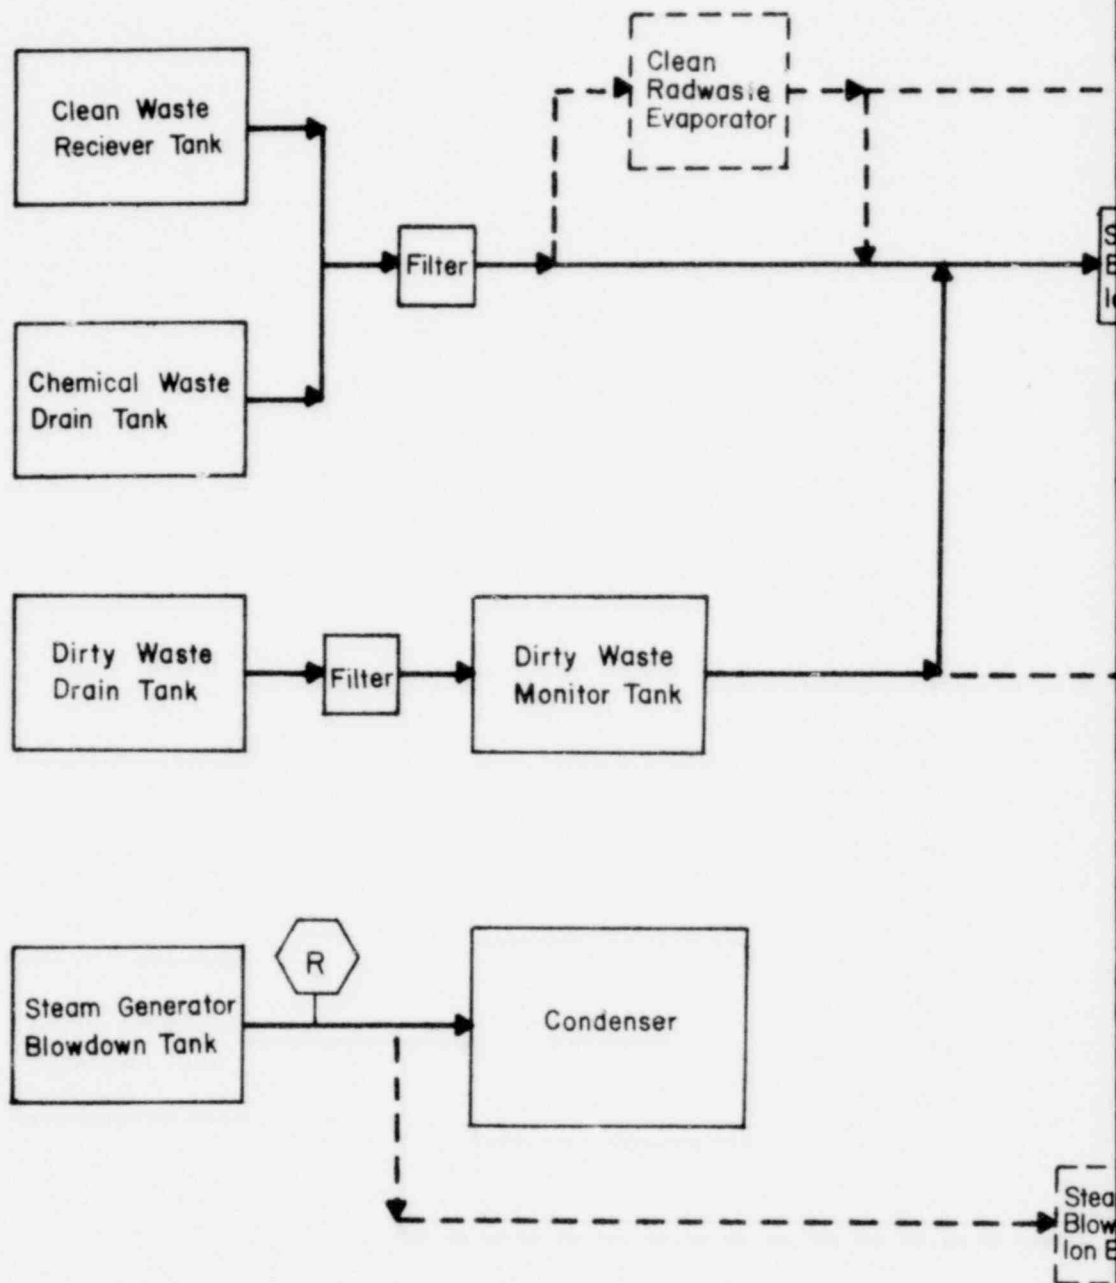 Clean Waste
Reciever Tank
Clean
Radwaste
Evaporator
Filter
Chemical Waste
Drain Tank
Dirty Waste
Drain Tank
Filter
Dirty Waste
Monitor Tank
R
Steam Generator
Blowdown Tank
Condenser
Ion